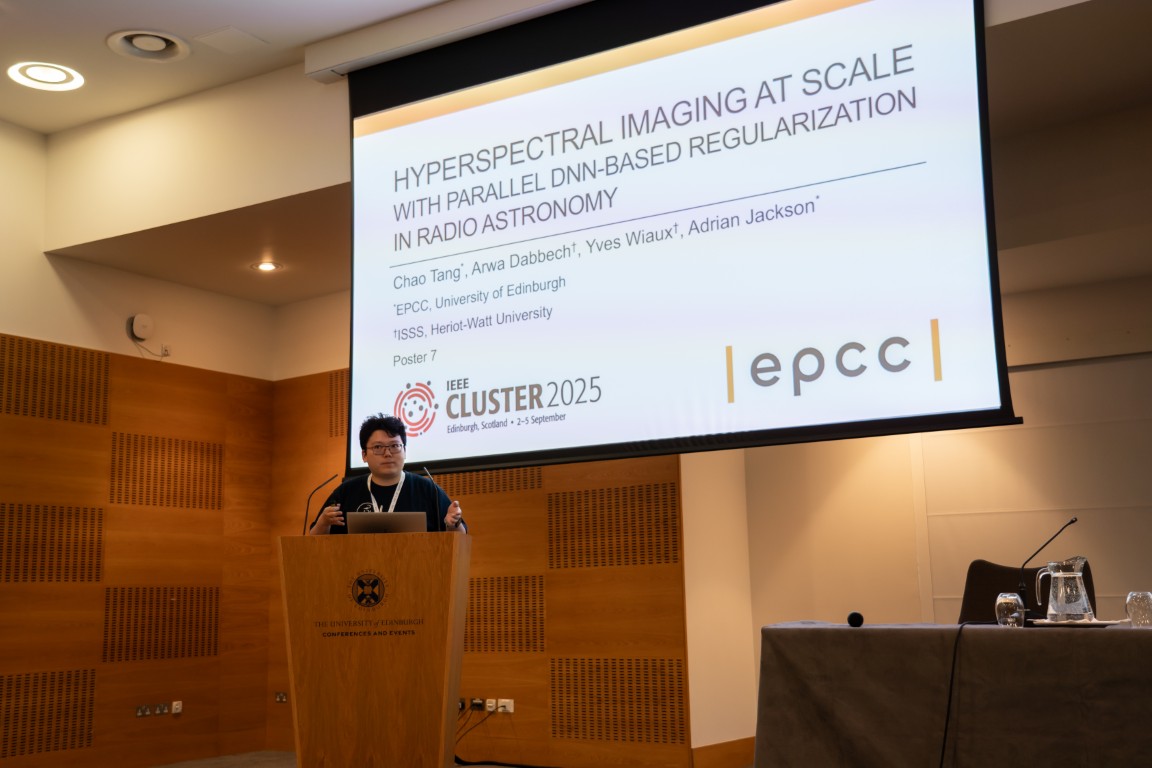 HYPERSPECTRAL IMAGING AT SCALE
WITH PARALLEL DNN-BASED REGULARIZATION
IN RADIO ASTRONOMY
Chao Tang*, Arwa Dabbech†, Yves Wiaux†, Adrian Jackson*
*EPCC, University of Edinburgh
†ISSS, Heriot-Watt University
Poster 7
IEEE
CLUSTER 2025
Edinburgh, Scotland • 2–5 September
epcc
THE UNIVERSITY of EDINBURGH
CONFERENCES AND EVENTS